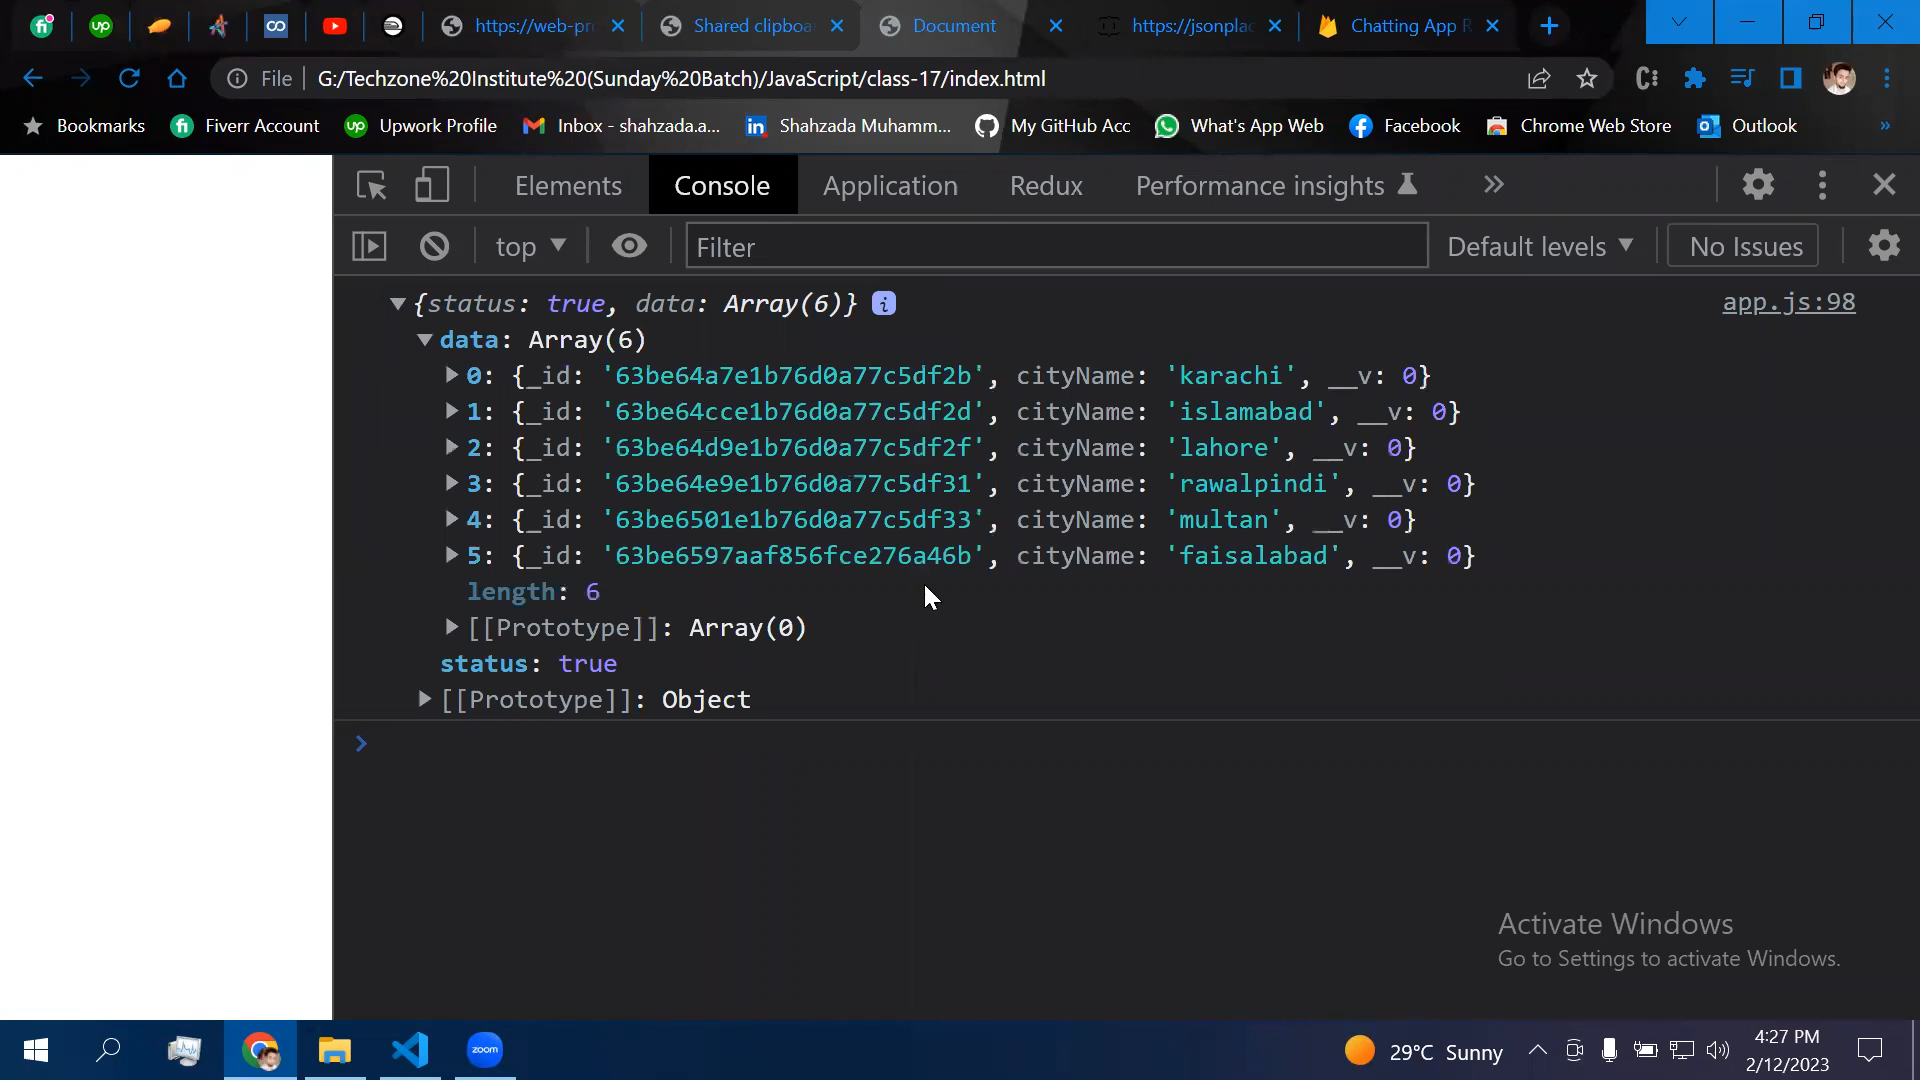 https://web-pr
Shared clipboa
Document
https://jsonplac
Chatting App R
File
G:/Techzone%20Institute%20(Sunday%20Batch)/JavaScript/class-17/index.html
Bookmarks
Fiverr Account
Upwork Profile
Inbox - shahzada.a...
Shahzada Muhamm...
My GitHub Acc
What's App Web
Facebook
Chrome Web Store
Outlook
»
Elements
Console
Application
Redux
Performance insights
top
Filter
Default levels
No Issues
{status: true, data: Array(6)}
app.js:98
data: Array(6)
0: {_id: '63be64a7e1b76d0a77c5df2b', cityName: 'karachi', __v: 0}
1: {_id: '63be64cce1b76d0a77c5df2d', cityName: 'islamabad', __v: 0}
2: {_id: '63be64d9e1b76d0a77c5df2f', cityName: 'lahore', __v: 0}
3: {_id: '63be64e9e1b76d0a77c5df31', cityName: 'rawalpindi', __v: 0}
4: {_id: '63be6501e1b76d0a77c5df33', cityName: 'multan', __v: 0}
5: {_id: '63be6597aaf856fce276a46b', cityName: 'faisalabad', __v: 0}
length: 6
[[Prototype]]: Array(0)
status: true
[[Prototype]]: Object
Activate Windows
Go to Settings to activate Windows.
zoom
29°C Sunny
4:27 PM
2/12/2023